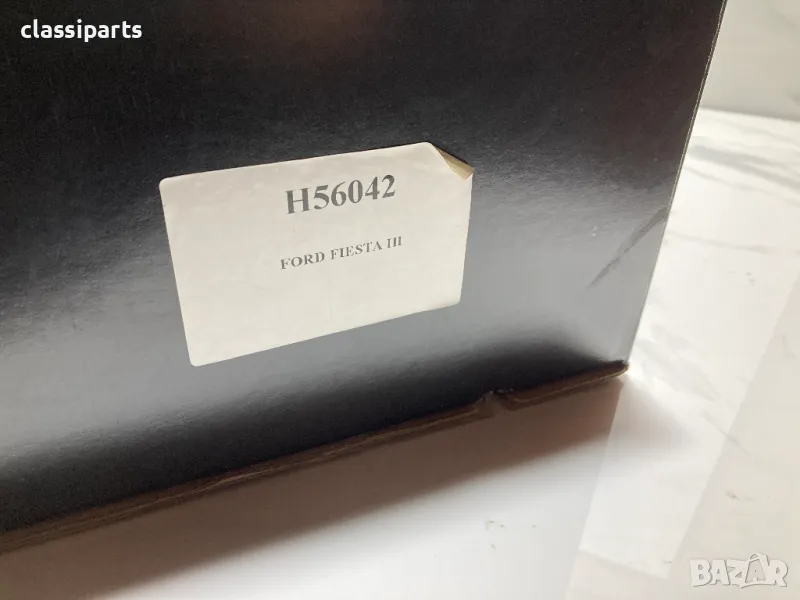 classiparts
H56042
FORD FIESTA III
BAZAR